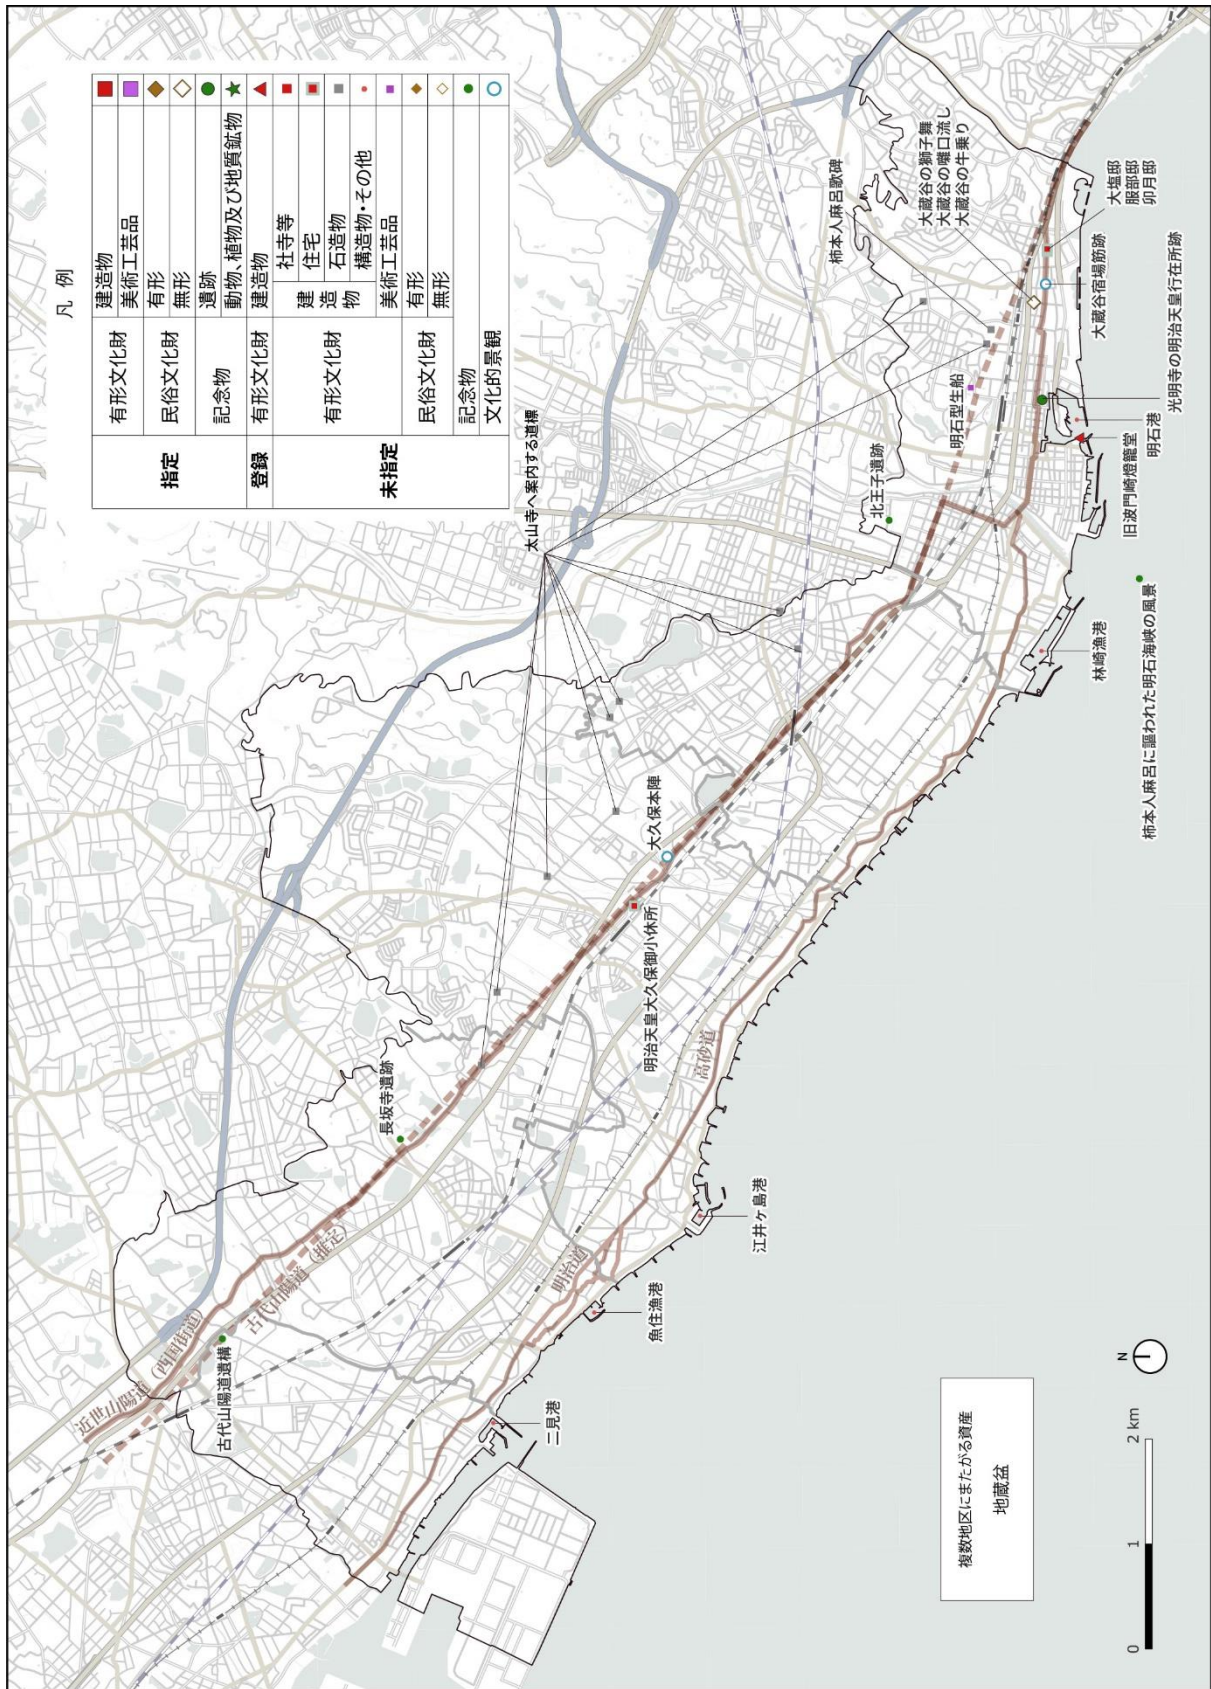 凡 例
指定
有形文化財
建造物
美術工芸品
民俗文化財
有形
無形
記念物
遺跡
動物、植物及び地質鉱物
登録
有形文化財
建造物
未指定
有形文化財
建
造
物
社寺等
住宅
石造物
構造物・その他
美術工芸品
民俗文化財
有形
無形
記念物
文化的景観
太山寺へ案内する道標
柿本人麻呂歌碑
大蔵谷の獅子舞
大蔵谷の囃口流し
大蔵谷の牛乗り
大塩邸
服部邸
卯月邸
大蔵谷宿場筋跡
光明寺の明治天皇行在所跡
明石型生船
明石港
旧波門崎燈籠堂
北王子遺跡
柿本人麻呂に謳われた明石海峡の風景
林崎漁港
大久保本陣
明治天皇大久保御小休所
長坂寺遺跡
高砂道
江井ヶ島港
明治道
魚住漁港
古代山陽道(推定)
近世山陽道(西国街道)
古代山陽道遺構
二見港
複数地区にまたがる資産
地蔵盆
0 1 2 km
N